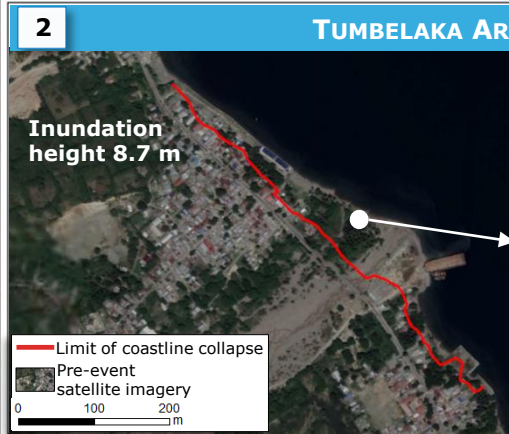 2
TUMBELAKA AR
Inundation
height 8.7 m
Limit of coastline collapse
Pre-event
satellite imagery
0 100 200
m